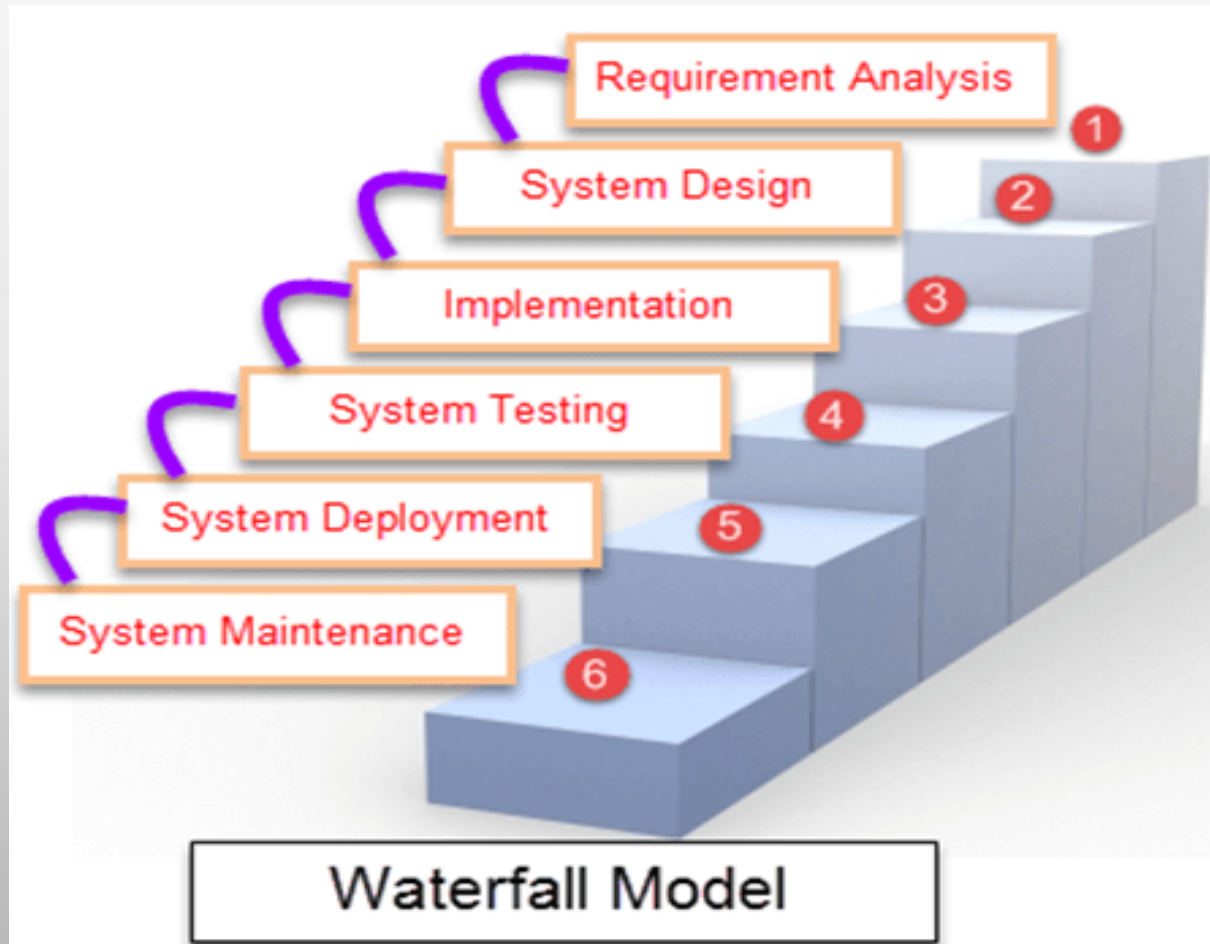 Requirement Analysis
1
System Design
2
Implementation
3
System Testing
4
System Deployment
5
System Maintenance
6
Waterfall Model